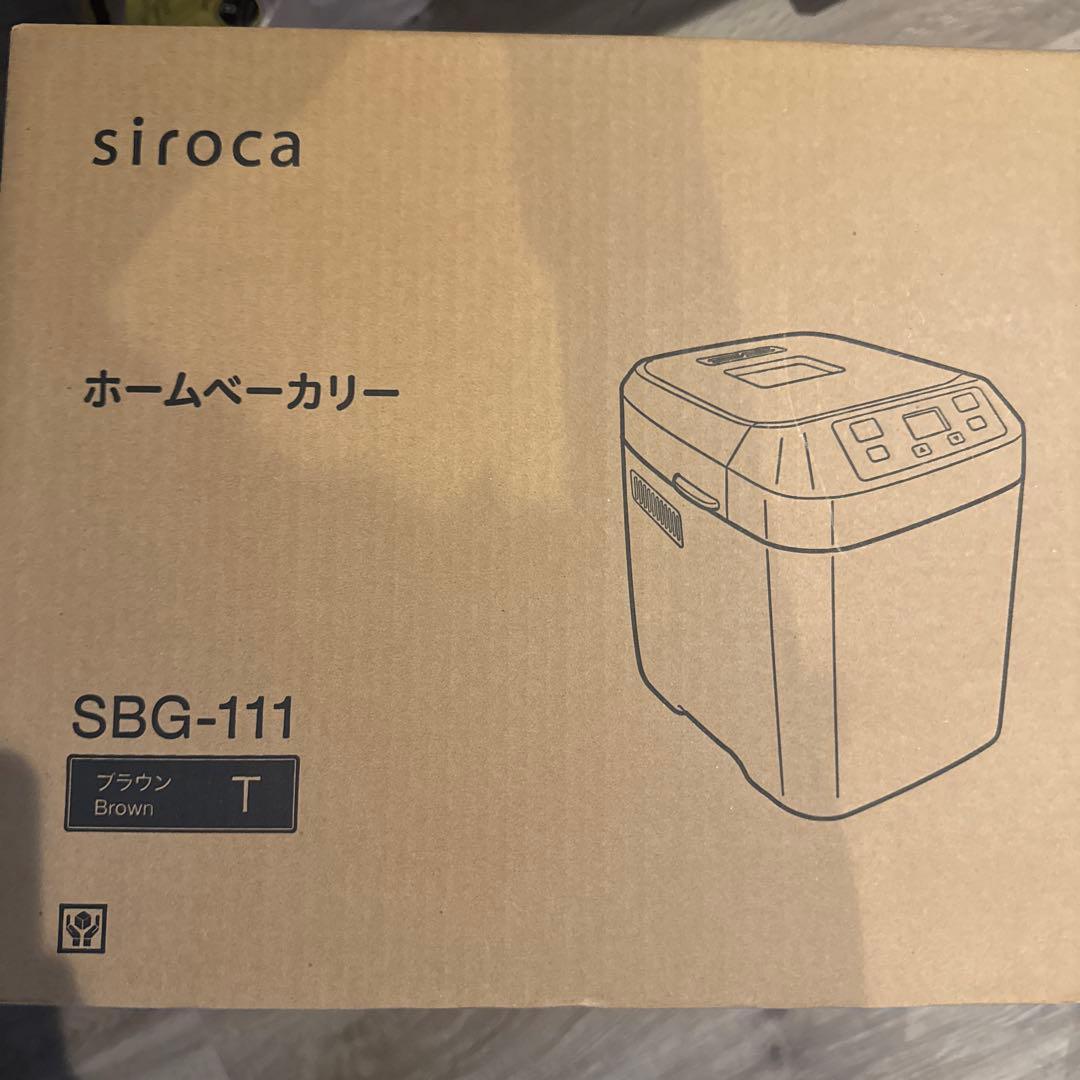 siroca
ホームベーカリー
SBG-111
ブラウン
Brown
T